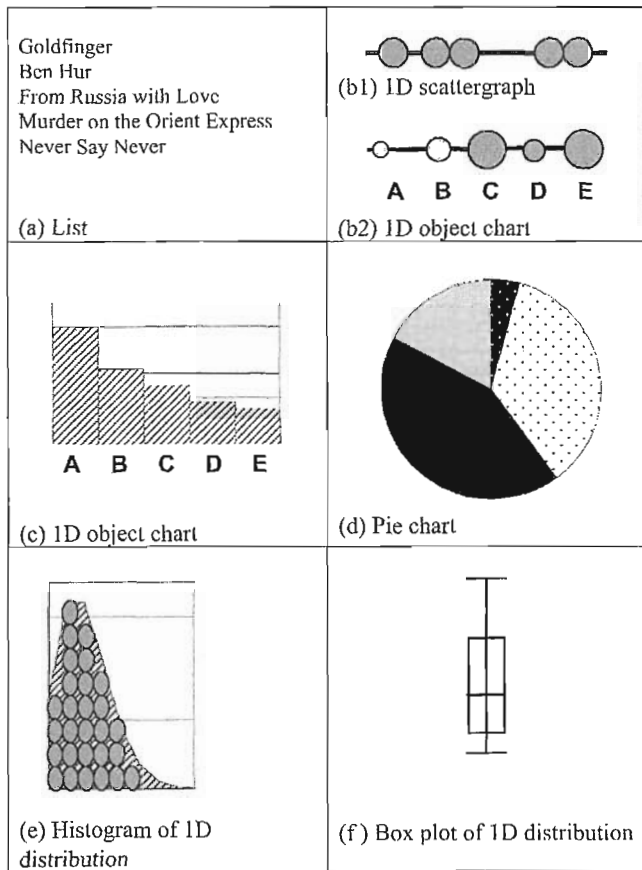 Goldfinger
Ben Hur
From Russia with Love
Murder on the Orient Express
Never Say Never
(a) List
(b1) 1D scattergraph
A B C D E
(b2) 1D object chart
A B C D E
(c) 1D object chart
(d) Pie chart
(e) Histogram of 1D
distribution
(f) Box plot of 1D distribution